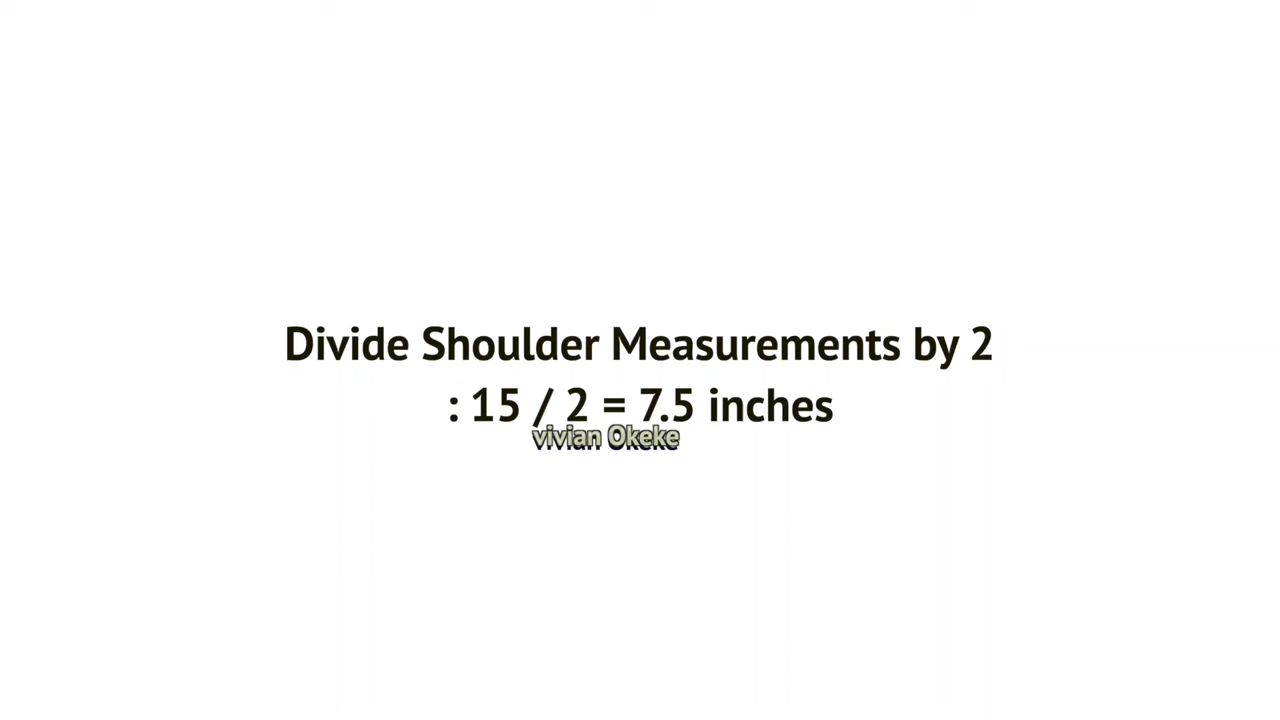 Divide Shoulder Measurements by 2
: 15 / 2 = 7.5 inches
vivian Okeke